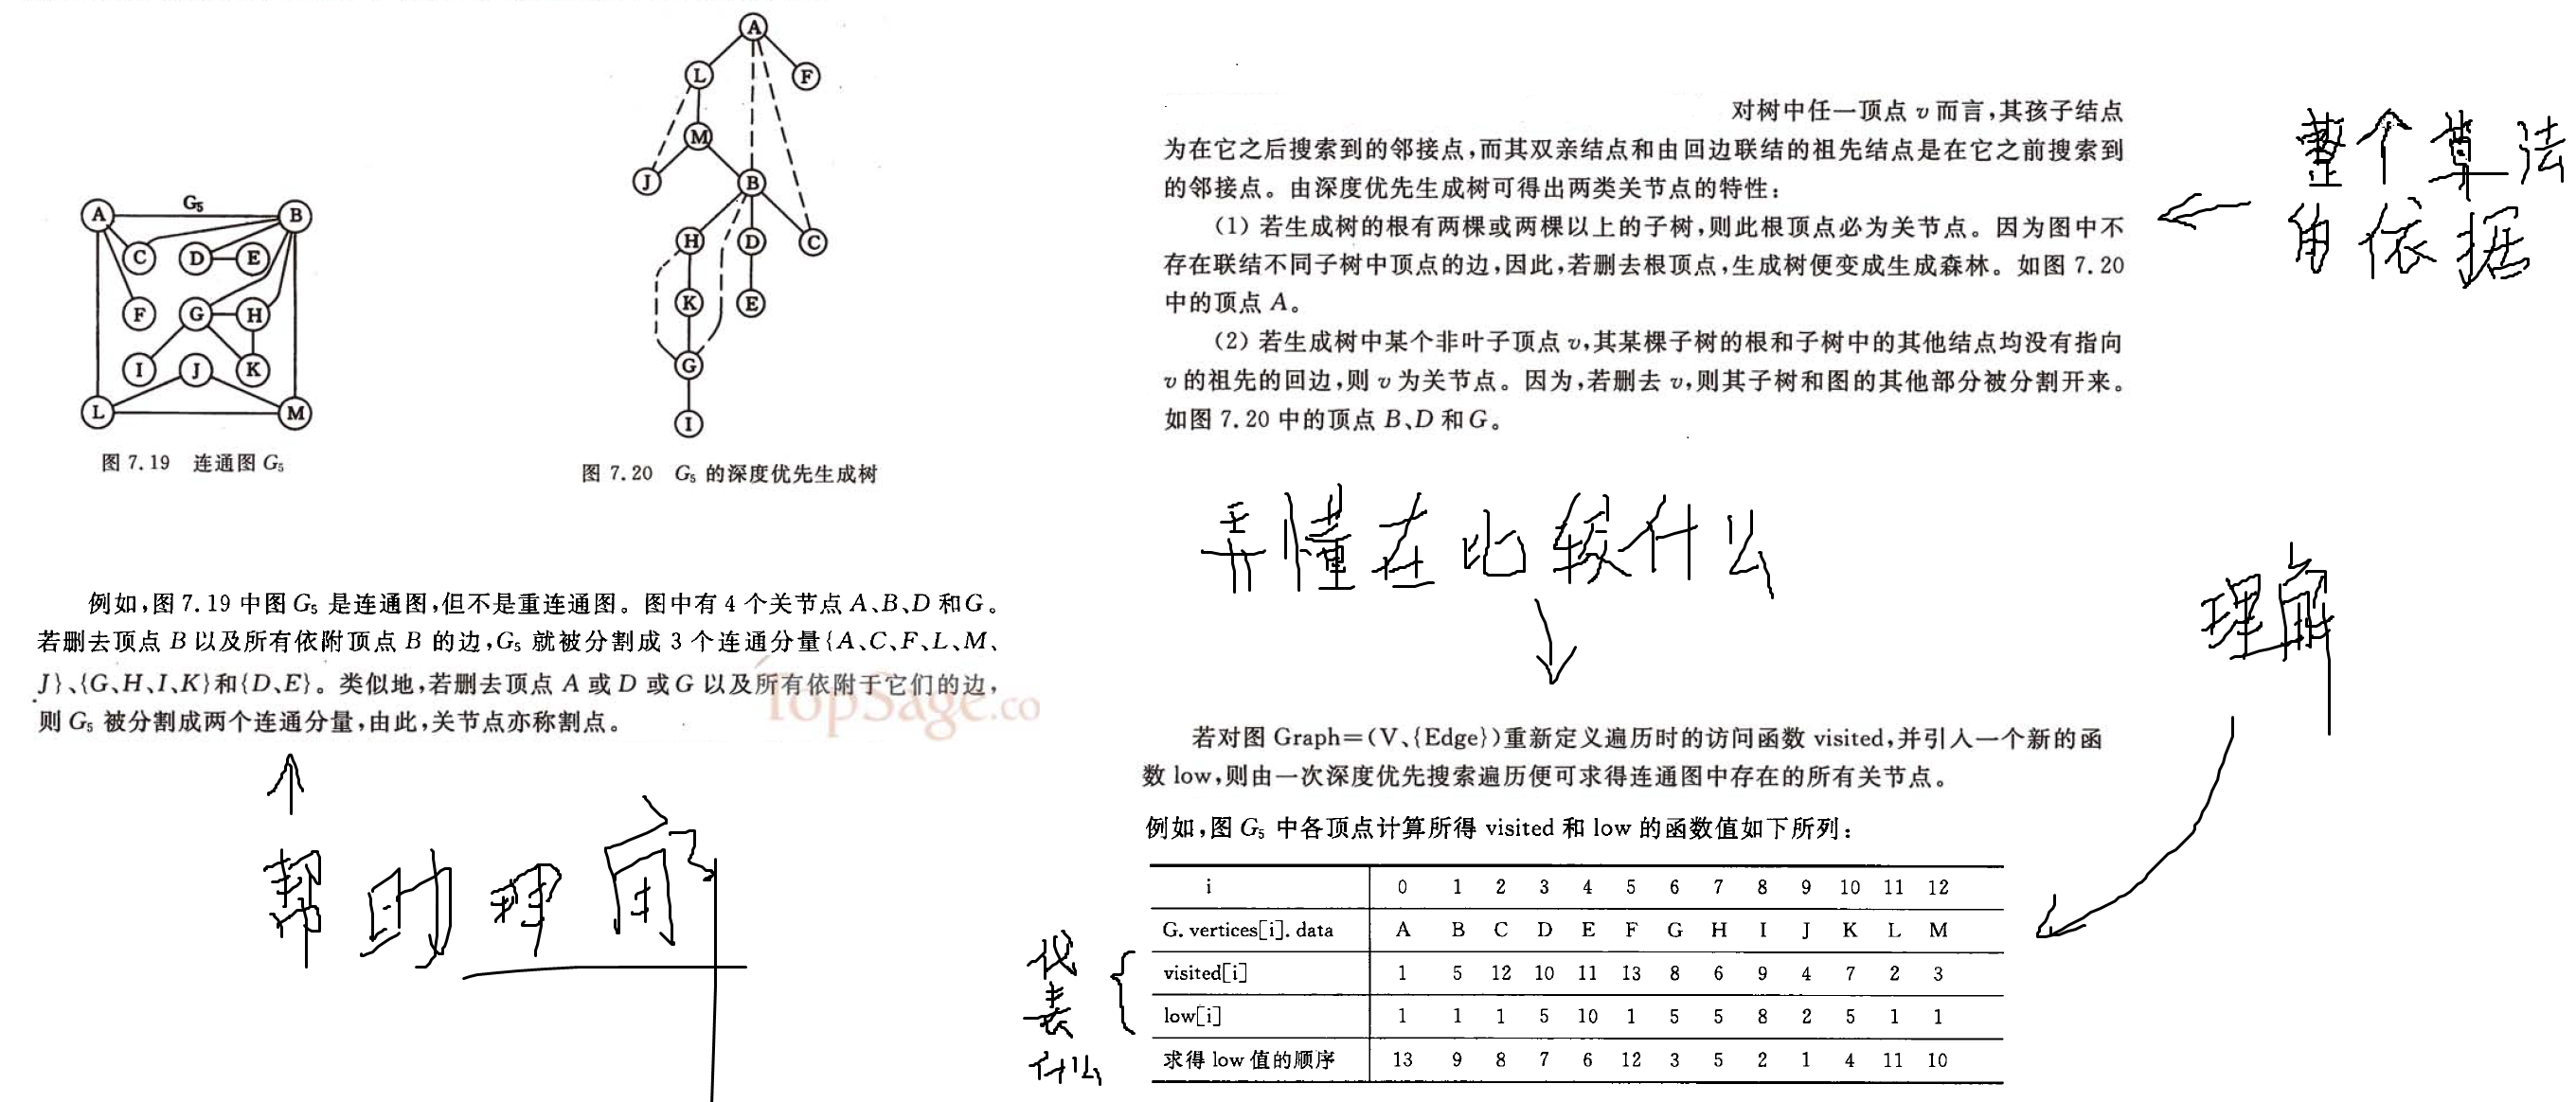 G₅
A
B
C
D
E
F
G
H
I
J
K
L
M
图 7.19 连通图 G₅
A
L
F
M
J
B
H
D
C
K
E
G
I
图 7.20 G₅ 的深度优先生成树
例如,图 7.19 中图 G₅ 是连通图,但不是重连通图。图中有 4 个关节点 A、B、D 和 G。
若删去顶点 B 以及所有依附顶点 B 的边,G₅ 就被分割成 3 个连通分量{A、C、F、L、M、
J}、{G、H、I、K}和{D、E}。类似地,若删去顶点 A 或 D 或 G 以及所有依附于它们的边,
则 G₅ 被分割成两个连通分量,由此,关节点亦称割点。
TopSage.co
帮助理解
对树中任一顶点 v 而言,其孩子结点
为在它之后搜索到的邻接点,而其双亲结点和由回边联结的祖先结点是在它之前搜索到
的邻接点。由深度优先生成树可得出两类关节点的特性:
(1) 若生成树的根有两棵或两棵以上的子树,则此根顶点必为关节点。因为图中不
存在联结不同子树中顶点的边,因此,若删去根顶点,生成树便变成生成森林。如图 7.20
中的顶点 A。
(2) 若生成树中某个非叶子顶点 v,其某棵子树的根和子树中的其他结点均没有指向
v 的祖先的回边,则 v 为关节点。因为,若删去 v,则其子树和图的其他部分被分割开来。
如图 7.20 中的顶点 B、D 和 G。
整个算法
的依据
弄懂在比较什么
理解
若对图 Graph=(V、{Edge})重新定义遍历时的访问函数 visited,并引入一个新的函
数 low,则由一次深度优先搜索遍历便可求得连通图中存在的所有关节点。
例如,图 G₅ 中各顶点计算所得 visited 和 low 的函数值如下所列:
i 0 1 2 3 4 5 6 7 8 9 10 11 12
G. vertices[i]. data A B C D E F G H I J K L M
visited[i] 1 5 12 10 11 13 8 6 9 4 7 2 3
low[i] 1 1 1 5 10 1 5 5 8 2 5 1 1
求得 low 值的顺序 13 9 8 7 6 12 3 5 2 1 4 11 10
代
表
什么